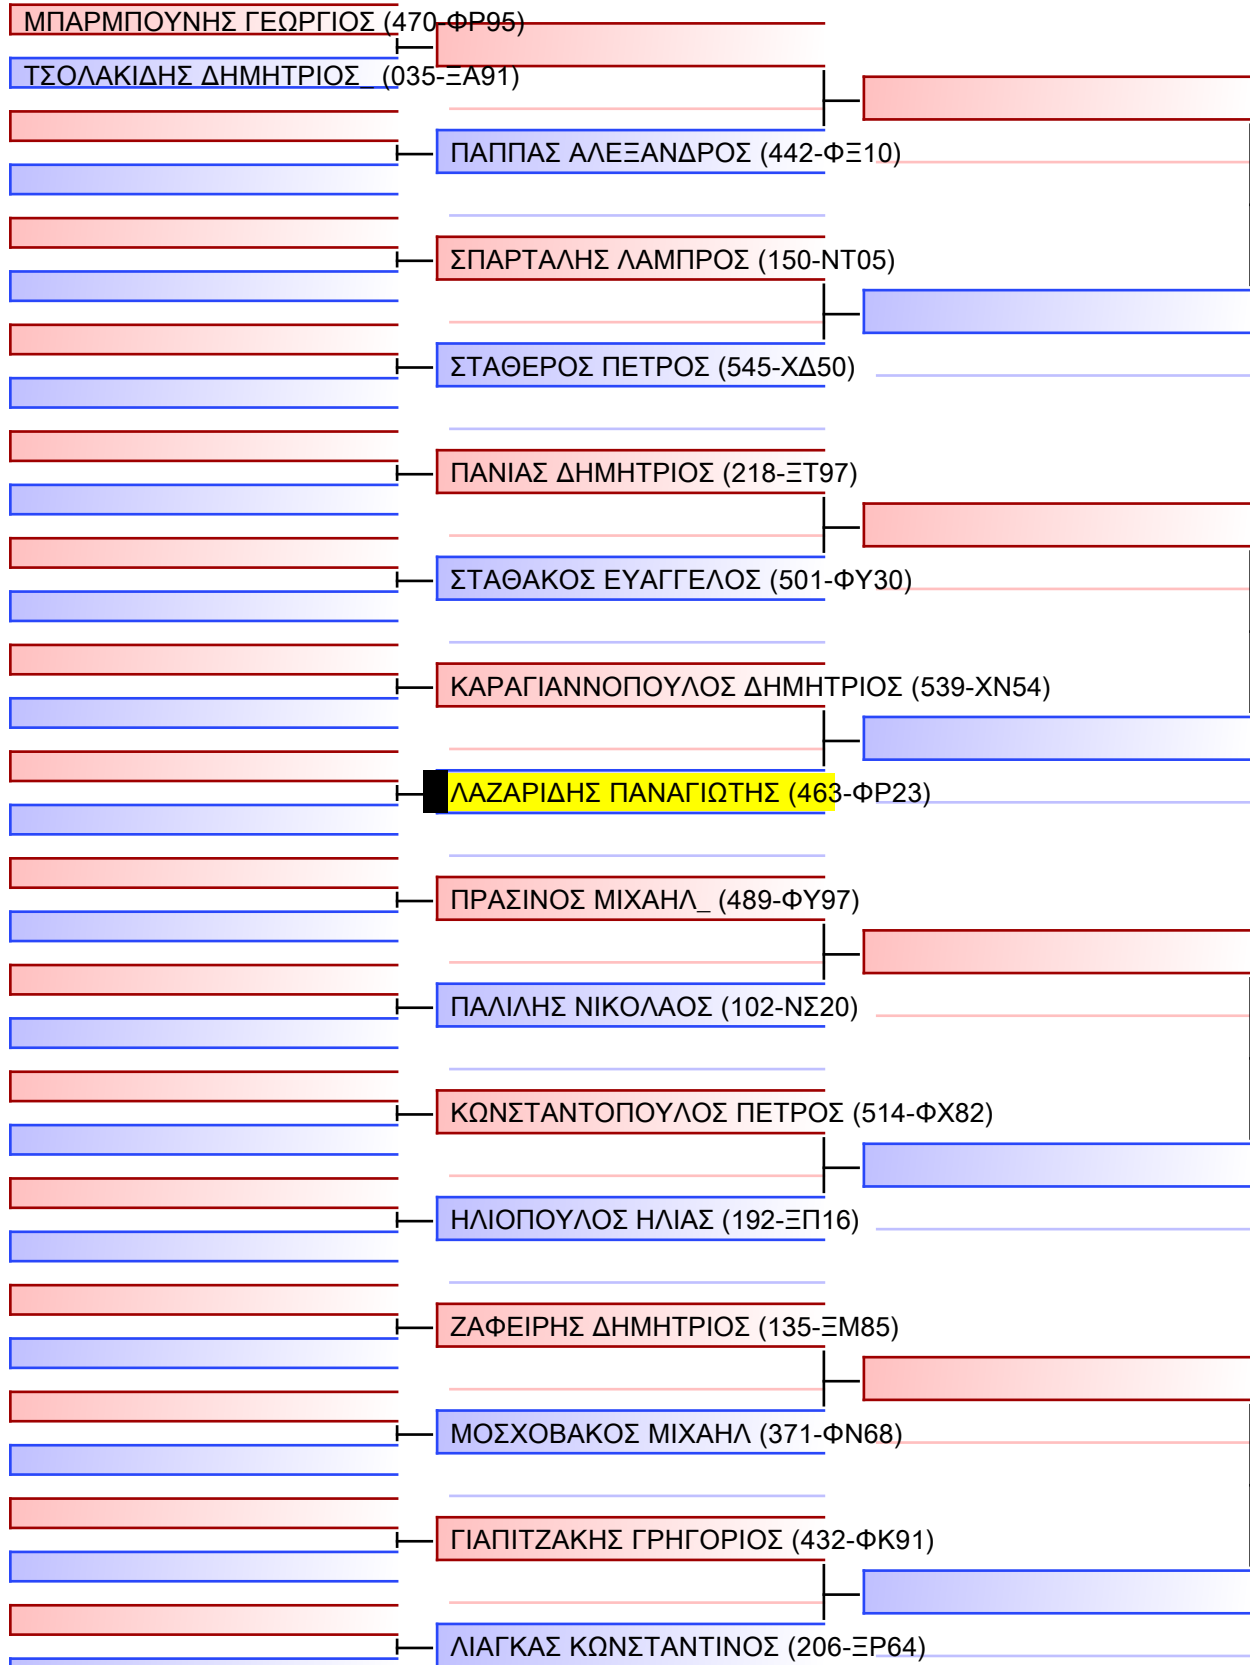 ΜΠΑΡΜΠΟΥΝΗΣ ΓΕΩΡΓΙΟΣ (470-ΦΡ95)
ΤΣΟΛΑΚΙΔΗΣ ΔΗΜΗΤΡΙΟΣ_ (035-ΞΑ91)
ΠΑΠΠΑΣ ΑΛΕΞΑΝΔΡΟΣ (442-ΦΞ10)
ΣΠΑΡΤΑΛΗΣ ΛΑΜΠΡΟΣ (150-ΝΤ05)
ΣΤΑΘΕΡΟΣ ΠΕΤΡΟΣ (545-ΧΔ50)
ΠΑΝΙΑΣ ΔΗΜΗΤΡΙΟΣ (218-ΞΤ97)
ΣΤΑΘΑΚΟΣ ΕΥΑΓΓΕΛΟΣ (501-ΦΥ30)
ΚΑΡΑΓΙΑΝΝΟΠΟΥΛΟΣ ΔΗΜΗΤΡΙΟΣ (539-ΧΝ54)
ΛΑΖΑΡΙΔΗΣ ΠΑΝΑΓΙΩΤΗΣ (463-ΦΡ23)
ΠΡΑΣΙΝΟΣ ΜΙΧΑΗΛ_ (489-ΦΥ97)
ΠΑΛΙΛΗΣ ΝΙΚΟΛΑΟΣ (102-ΝΣ20)
ΚΩΝΣΤΑΝΤΟΠΟΥΛΟΣ ΠΕΤΡΟΣ (514-ΦΧ82)
ΗΛΙΟΠΟΥΛΟΣ ΗΛΙΑΣ (192-ΞΠ16)
ΖΑΦΕΙΡΗΣ ΔΗΜΗΤΡΙΟΣ (135-ΞΜ85)
ΜΟΣΧΟΒΑΚΟΣ ΜΙΧΑΗΛ (371-ΦΝ68)
ΓΙΑΠΙΤΖΑΚΗΣ ΓΡΗΓΟΡΙΟΣ (432-ΦΚ91)
ΛΙΑΓΚΑΣ ΚΩΝΣΤΑΝΤΙΝΟΣ (206-ΞΡ64)